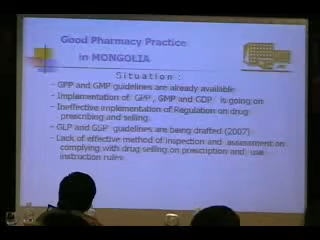 Good Pharmacy Practice
in MONGOLIA
Situation :
- GPP and GMP guidelines are already available
- Implementation of GPP, GMP and GDP is going on
- Ineffective implementation of Regulation on drug
prescribing and selling.
- GLP and GSP guidelines are being drafted (2007)
- Lack of effective method of inspection and assessment on
complying with drug selling on prescription and use
instruction rules